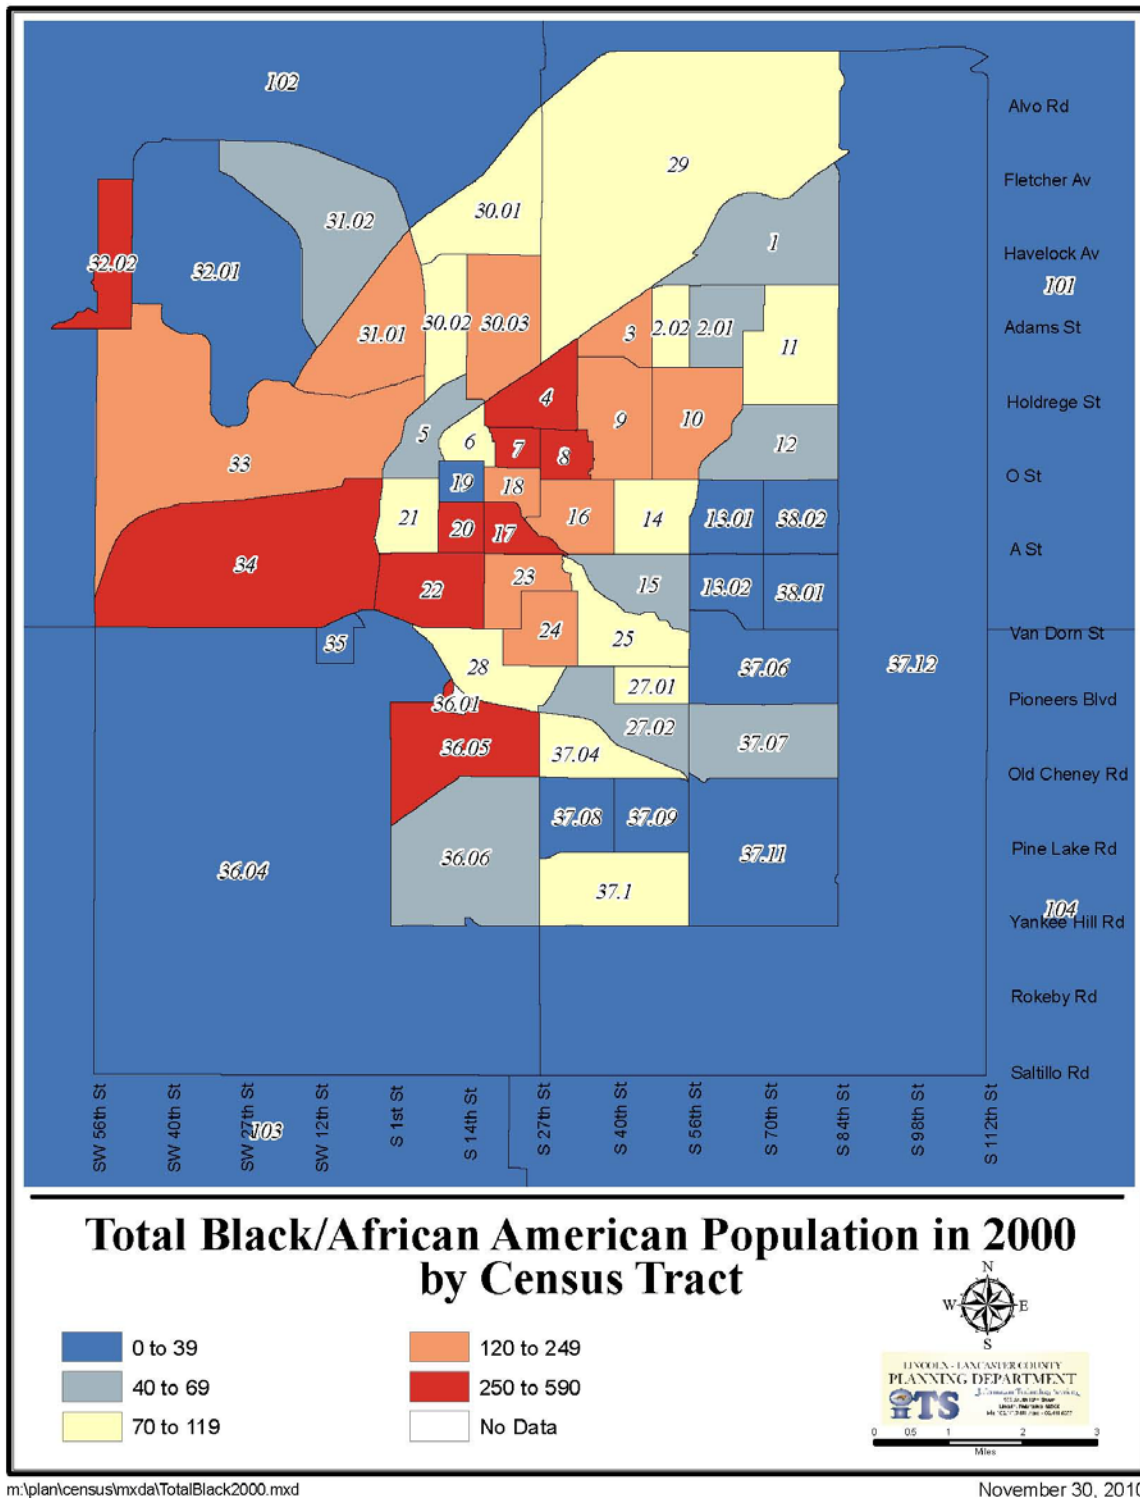 102
Alvo Rd
29
Fletcher Av
30.01
31.02
1
Havelock Av
32.02
32.01
101
31.01
30.02
30.03
3
2.02
2.01
11
Adams St
4
9
10
Holdrege St
5
6
7
8
12
33
O St
19
18
21
20
17
16
14
13.01
38.02
A St
34
22
23
15
13.02
38.01
35
24
25
Van Dorn St
28
37.06
37.12
27.01
Pioneers Blvd
36.01
27.02
36.05
37.04
37.07
Old Cheney Rd
37.08
37.09
36.06
37.11
Pine Lake Rd
36.04
37.1
104
Yankee Hill Rd
Rokeby Rd
Saltillo Rd
SW 56th St
SW 40th St
SW 27th St
SW 12th St
S 1st St
S 14th St
S 27th St
S 40th St
S 56th St
S 70th St
S 84th St
S 98th St
S 112th St
103
Total Black/African American Population in 2000
by Census Tract
N
W E
S
0 to 39
40 to 69
70 to 119
120 to 249
250 to 590
No Data
LINCOLN - LANCASTER COUNTY
PLANNING DEPARTMENT
Information Technology Services
ITS
0 0.5 1 2 3
Miles
m:\plan\census\mxda\TotalBlack2000.mxd
November 30, 2010